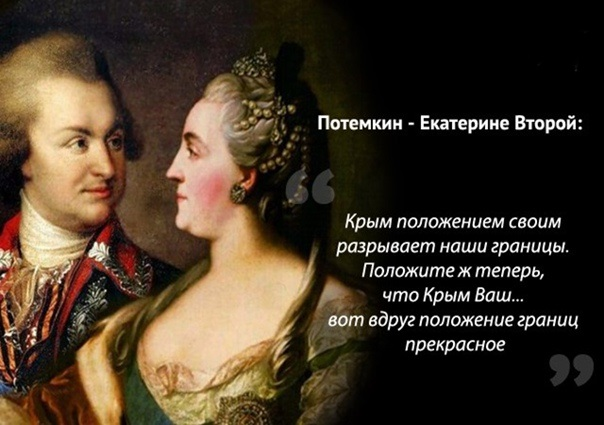 Потемкин - Екатерине Второй:
“
Крым положением своим
разрывает наши границы.
Положите ж теперь,
что Крым Ваш...
вот вдруг положение границ
прекрасное
”